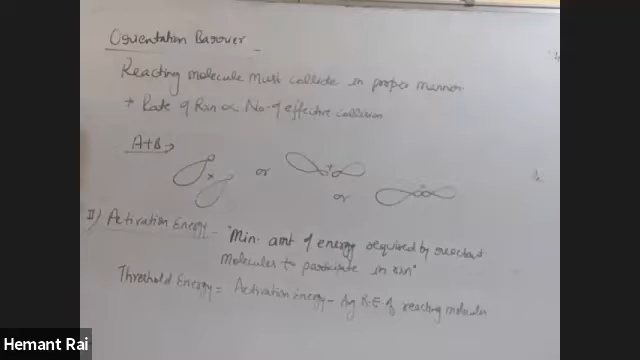 Orientation Barrier -
Reacting molecule Must collide in proper manner
→ Rate of Rxn ∝ No. of effective collision
A+B →
or
+
or
II) Activation Energy - "Min. amt of energy required by reactant
Molecules to participate in rxn"
Threshold Energy = Activation Energy - Avg K.E. of reacting molecules
Hemant Rai